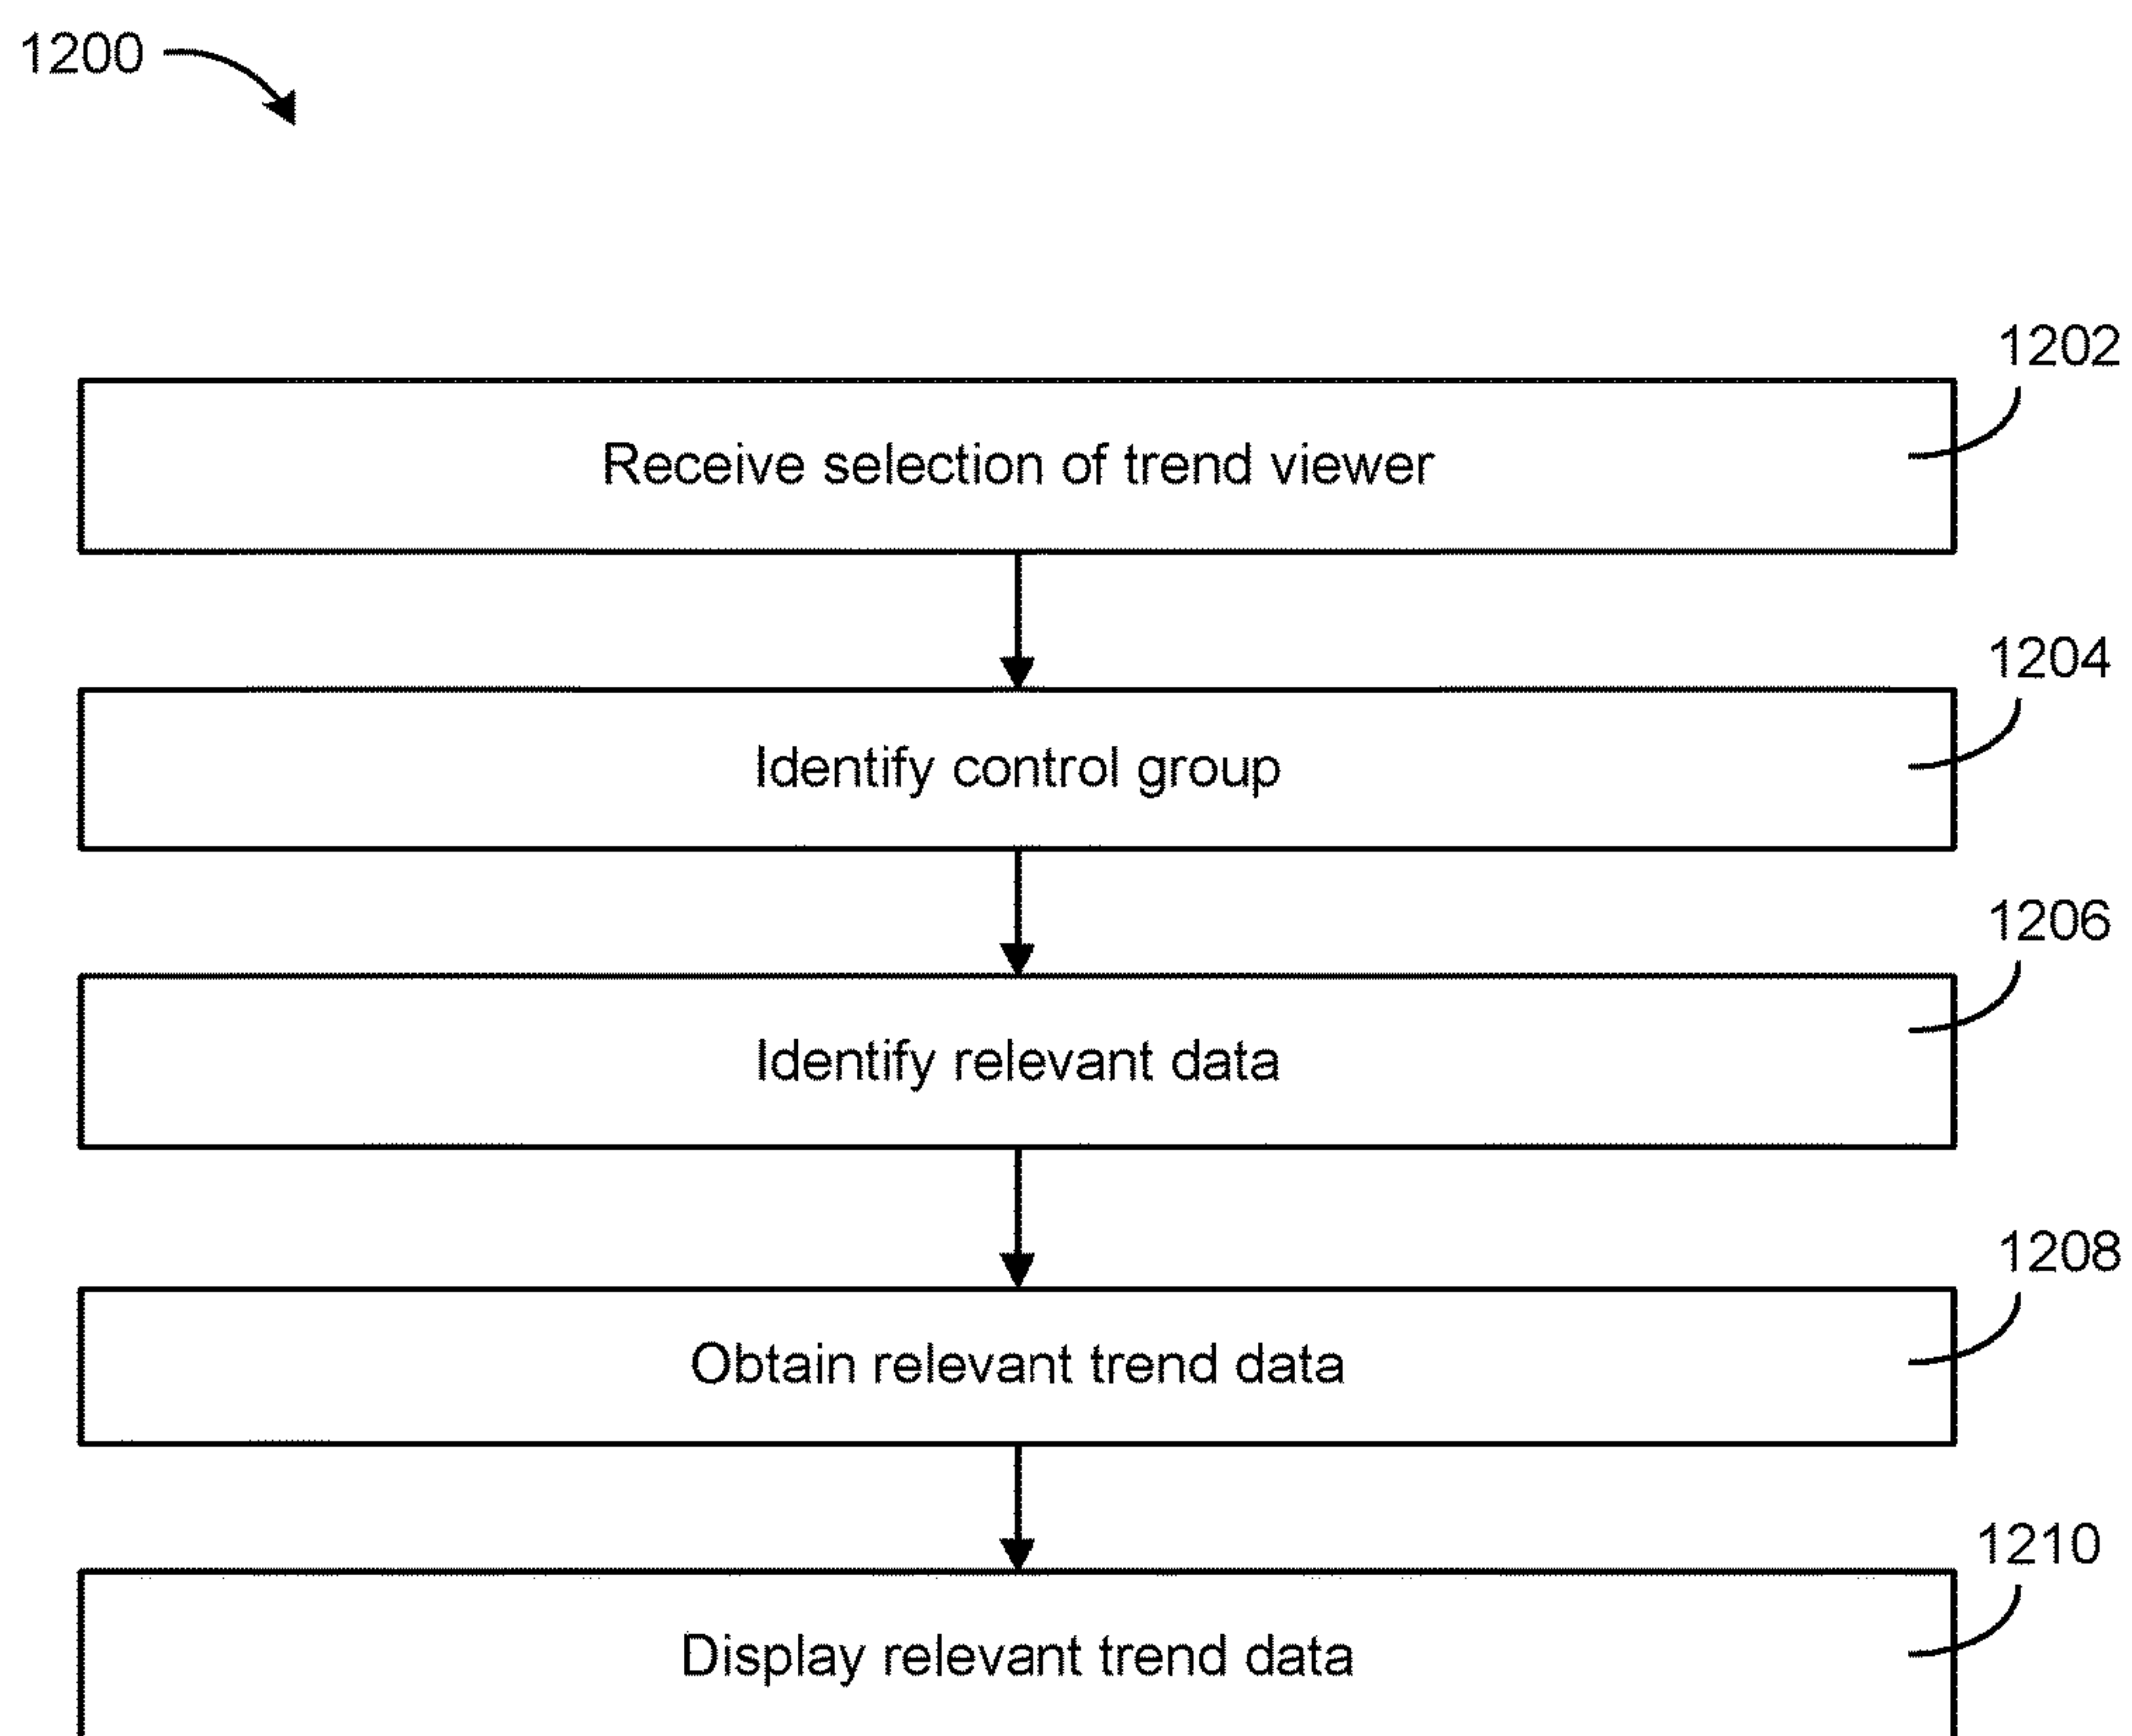 1200
1202
Receive selection of trend viewer
1204
Identify control group
1206
Identify relevant data
1208
Obtain relevant trend data
1210
Display relevant trend data